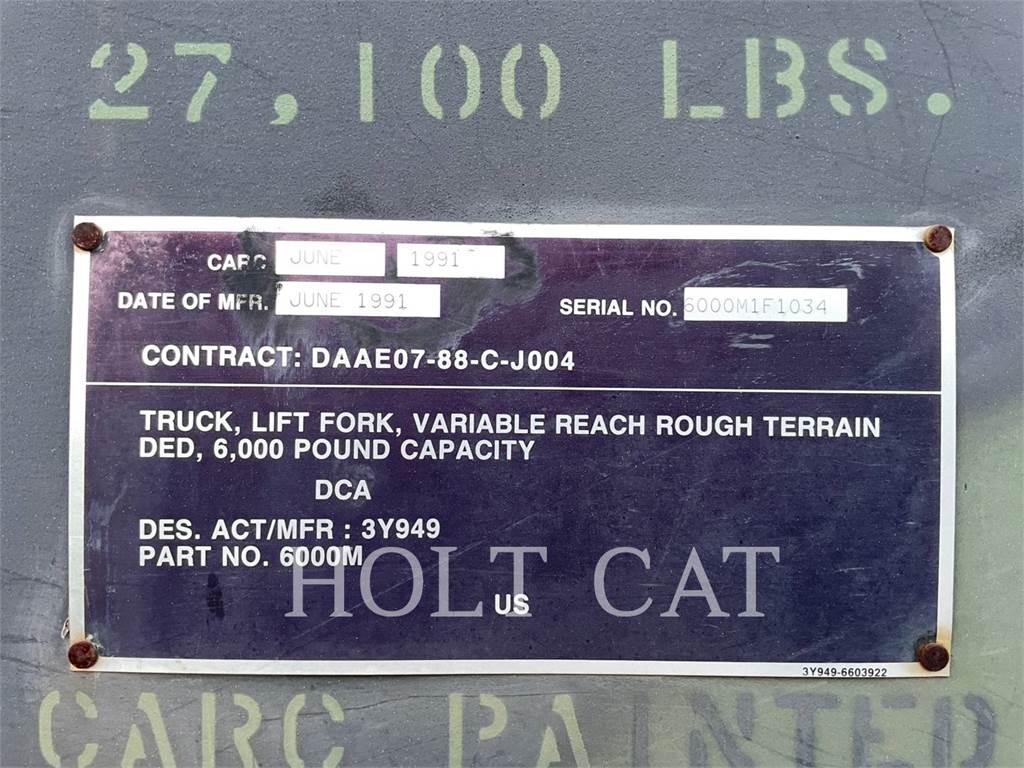 27,100 LBS.
CARC JUNE 1991
DATE OF MFR. JUNE 1991 SERIAL NO. 6000M1F1034
CONTRACT: DAAE07-88-C-J004
TRUCK, LIFT FORK, VARIABLE REACH ROUGH TERRAIN
DED, 6,000 POUND CAPACITY
DCA
DES. ACT/MFR : 3Y949
PART NO. 6000M
HOLT CAT
US
3Y949-6603922
CARC PAINTED